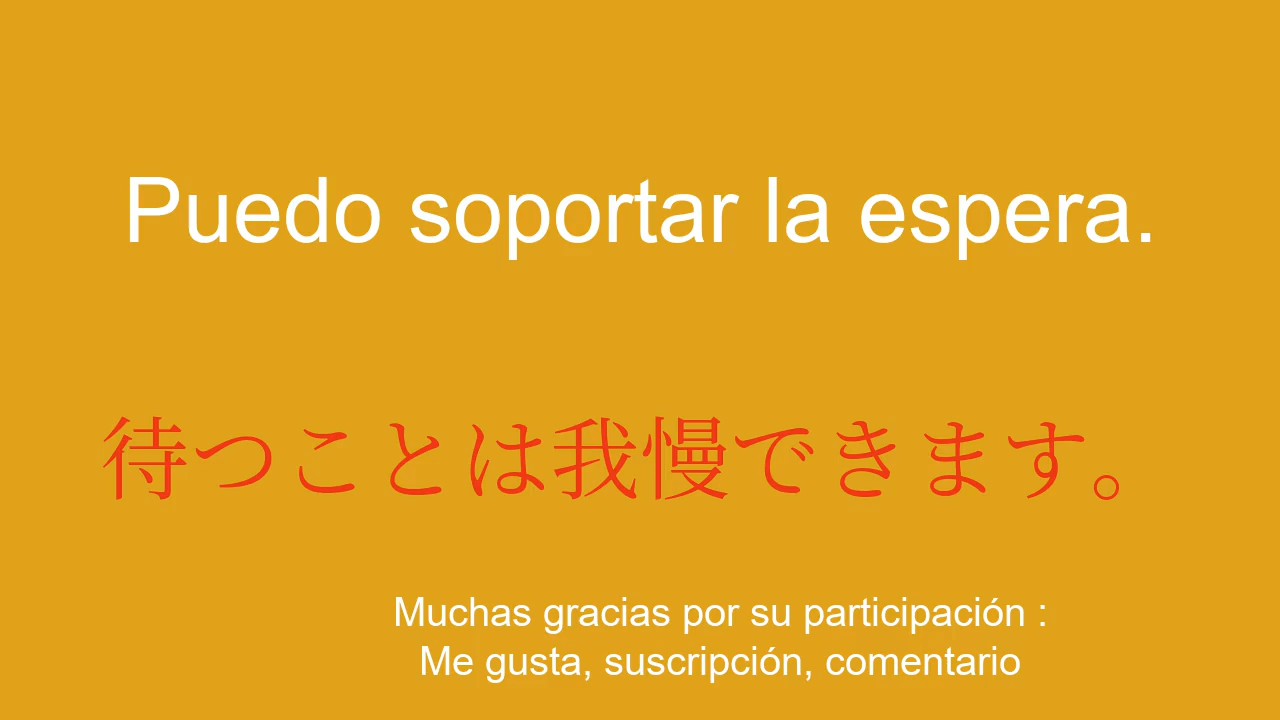 Puedo soportar la espera.
待つことは我慢できます。
Muchas gracias por su participación :
Me gusta, suscripción, comentario